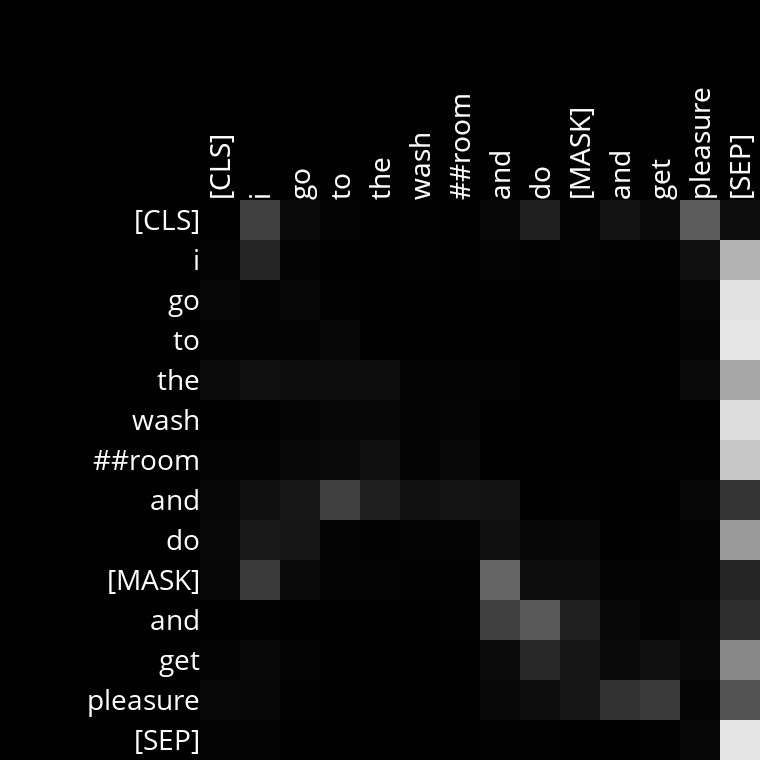 [CLS] i go to the wash ##room and do [MASK] and get pleasure [SEP]
[CLS]
i
go
to
the
wash
##room
and
do
[MASK]
and
get
pleasure
[SEP]